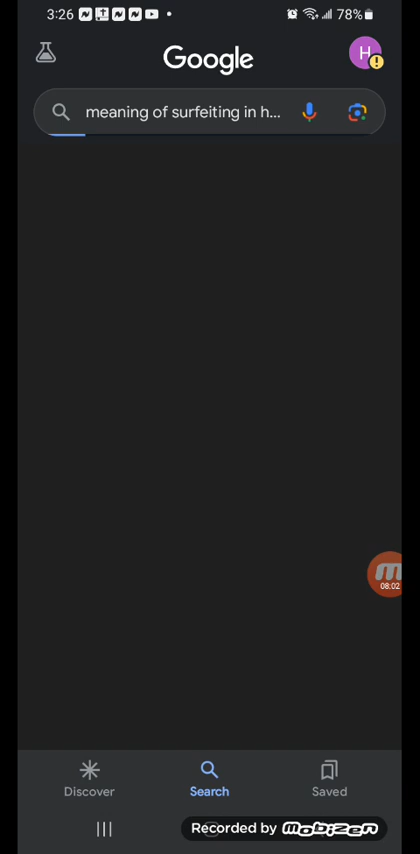 3:26 78%
Google
H
meaning of surfeiting in h...
08:02
Discover Search Saved
Recorded by mobizen